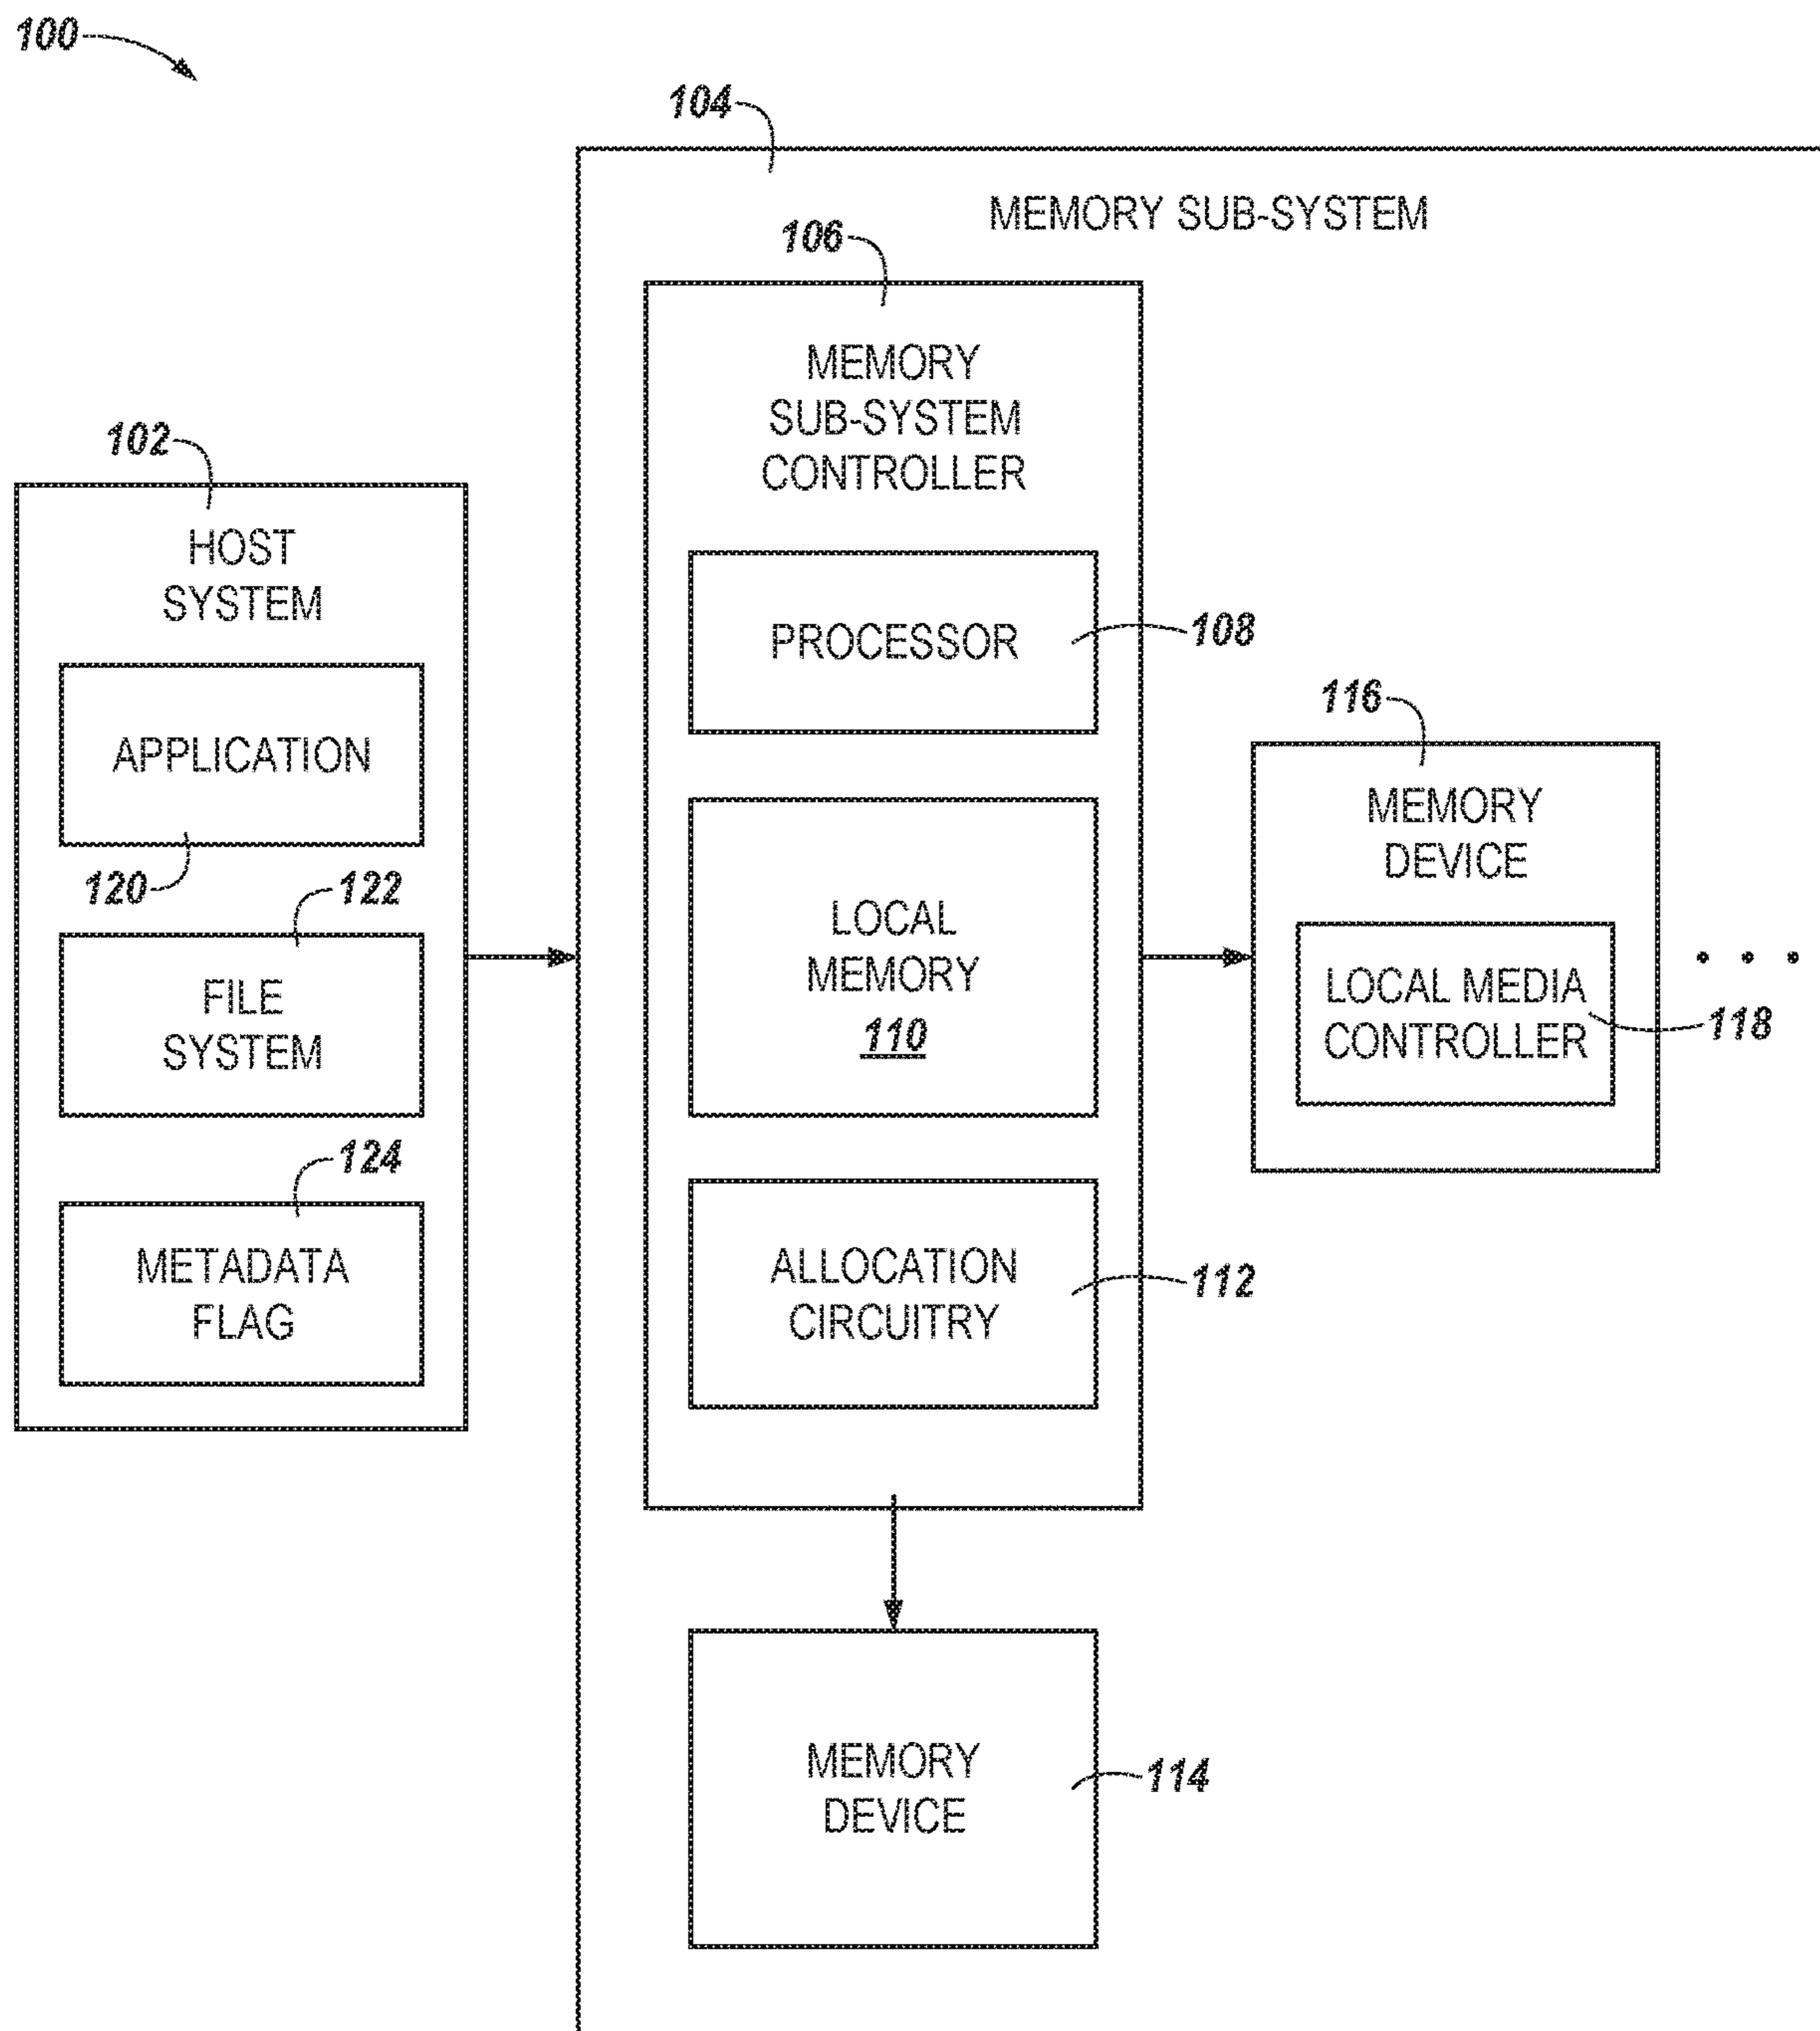 100
104
MEMORY SUB-SYSTEM
106
MEMORY
SUB-SYSTEM
CONTROLLER
102
HOST
SYSTEM
PROCESSOR
108
APPLICATION
116
MEMORY
DEVICE
120
122
LOCAL
MEMORY
110
FILE
SYSTEM
LOCAL MEDIA
CONTROLLER
118
124
METADATA
FLAG
ALLOCATION
CIRCUITRY
112
MEMORY
DEVICE
114